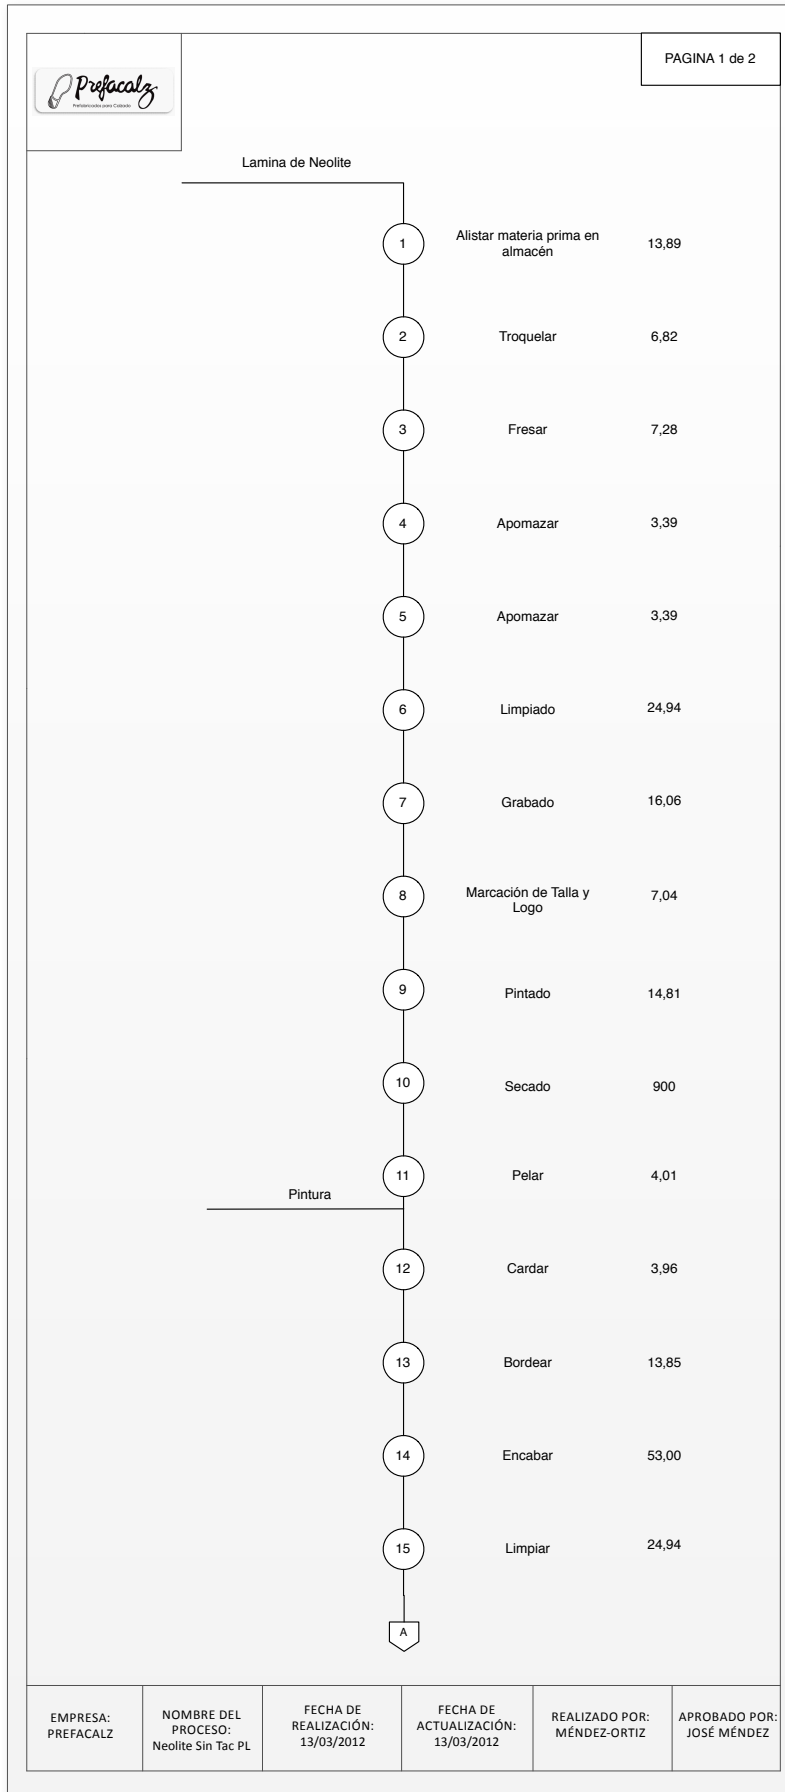 Prefacalz
Prefabricados para Calzado
PAGINA 1 de 2
Lamina de Neolite
1
Alistar materia prima en
almacén
13,89
2
Troquelar
6,82
3
Fresar
7,28
4
Apomazar
3,39
5
Apomazar
3,39
6
Limpiado
24,94
7
Grabado
16,06
8
Marcación de Talla y
Logo
7,04
9
Pintado
14,81
10
Secado
900
11
Pelar
4,01
Pintura
12
Cardar
3,96
13
Bordear
13,85
14
Encabar
53,00
15
Limpiar
24,94
A
EMPRESA:
PREFACALZ
NOMBRE DEL
PROCESO:
Neolite Sin Tac PL
FECHA DE
REALIZACIÓN:
13/03/2012
FECHA DE
ACTUALIZACIÓN:
13/03/2012
REALIZADO POR:
MÉNDEZ-ORTIZ
APROBADO POR:
JOSÉ MÉNDEZ